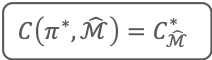 C(π*, M̂) = C*_M̂